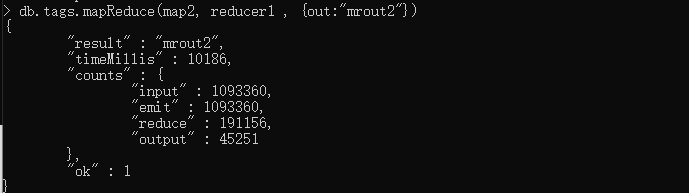 > db.tags.mapReduce(map2, reducer1 , {out:"mrout2"})
{
        "result" : "mrout2",
        "timeMillis" : 10186,
        "counts" : {
                "input" : 1093360,
                "emit" : 1093360,
                "reduce" : 191156,
                "output" : 45251
        },
        "ok" : 1
}